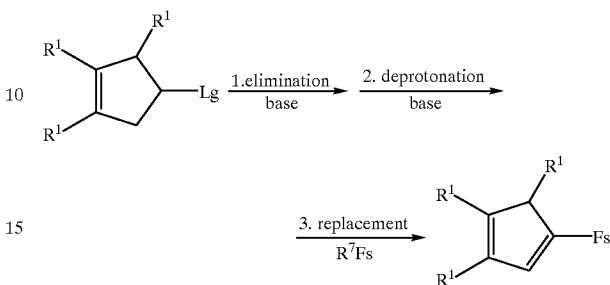 R¹
R¹
10
Lg
1.elimination
base
2. deprotonation
base
R¹
R¹
15
3. replacement
R⁷Fs
R¹
Fs
R¹